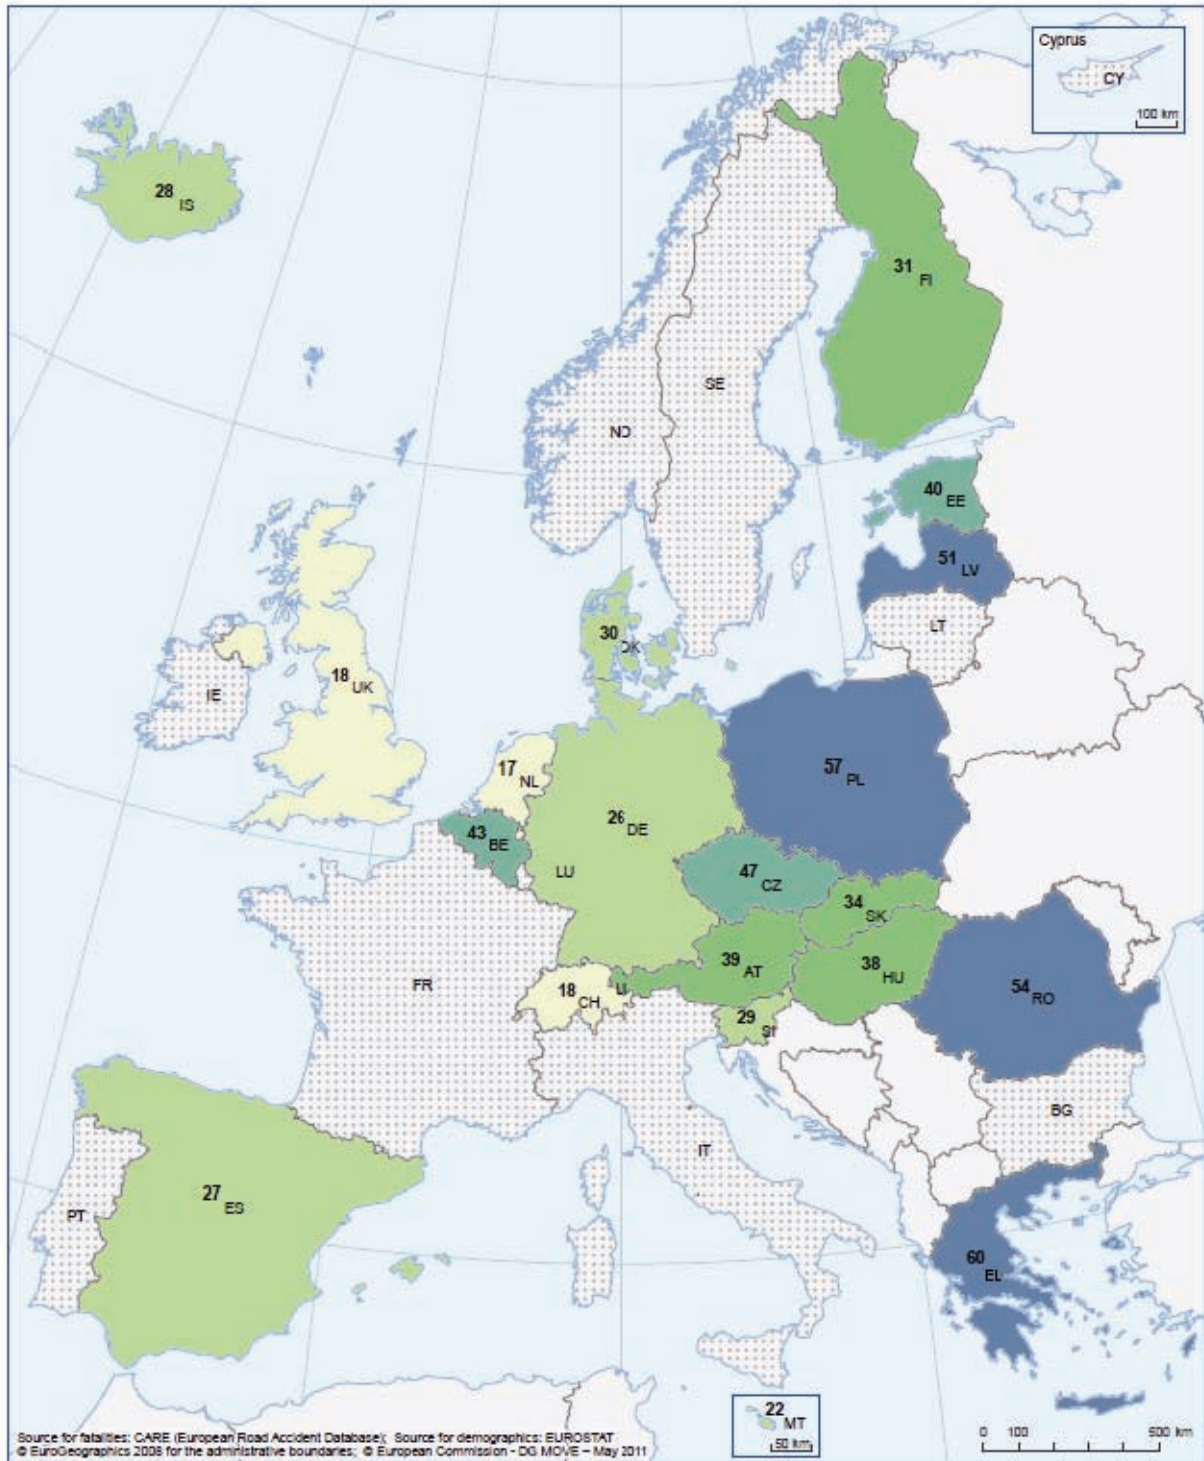 Cyprus
CY
100 km
28 IS
31 FI
SE
NO
40 EE
51 LV
LT
30 DK
IE
18 UK
17 NL
57 PL
26 DE
43 BE
LU
47 CZ
34 SK
39 AT
38 HU
FR
18 CH
LI
54 RO
29 SI
BG
IT
27 ES
PT
60 EL
22 MT
50 km
Source for fatalities: CARE (European Road Accident Database); Source for demographics: EUROSTAT
© EuroGeographics 2008 for the administrative boundaries; © European Commission - DG MOVE – May 2011
0 100 500 km